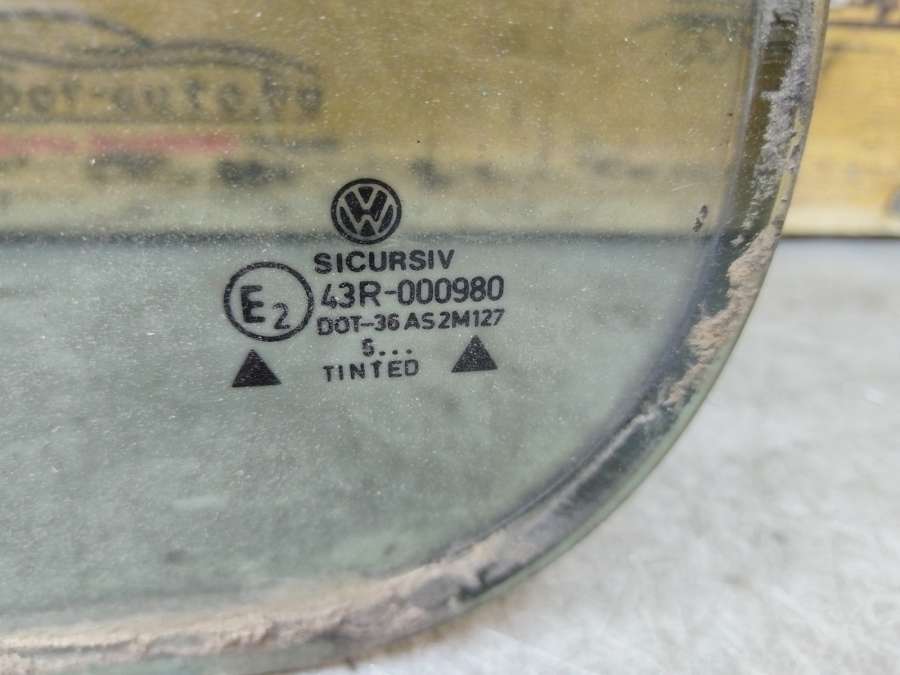 SICURSIV
E2
43R-000980
DOT-36 AS2M127
5...
TINTED